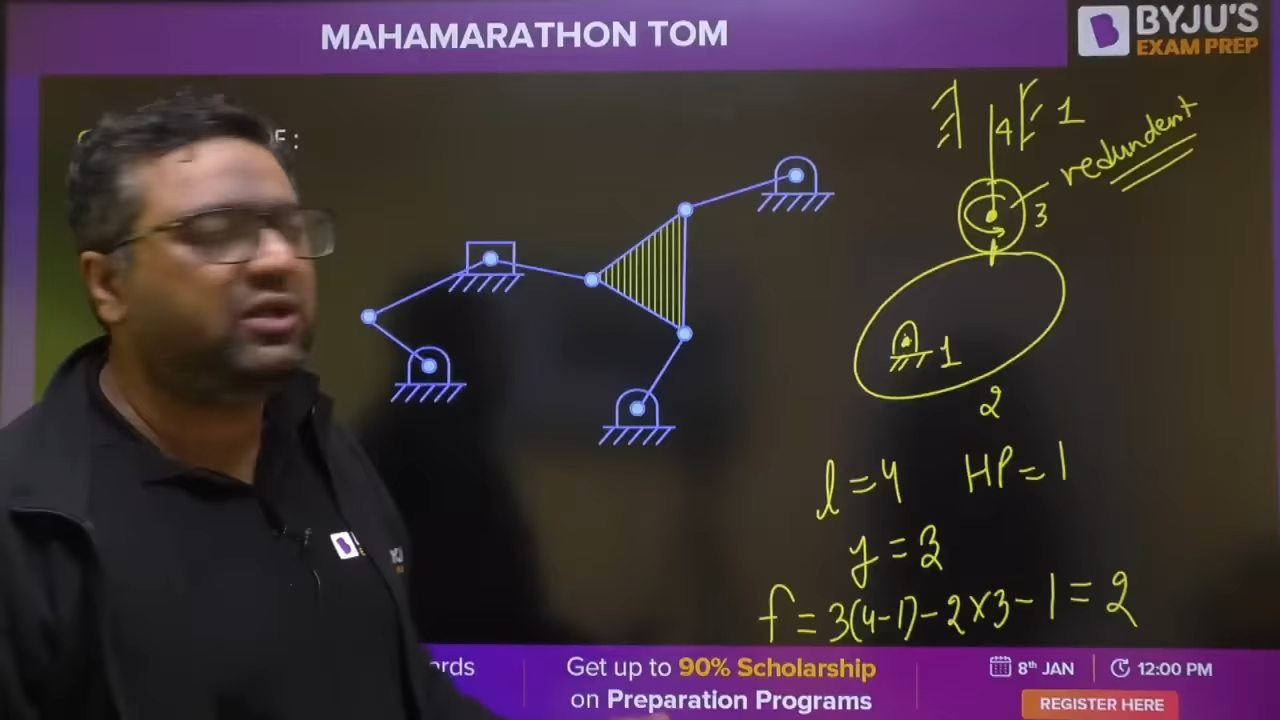 MAHAMARATHON TOM
BYJU'S
EXAM PREP
F:
4
1
redundent
3
1
2
l = 4 HP = 1
y = 3
f = 3(4-1) - 2×3 - 1 = 2
Get up to 90% Scholarship
on Preparation Programs
8th JAN
12:00 PM
REGISTER HERE